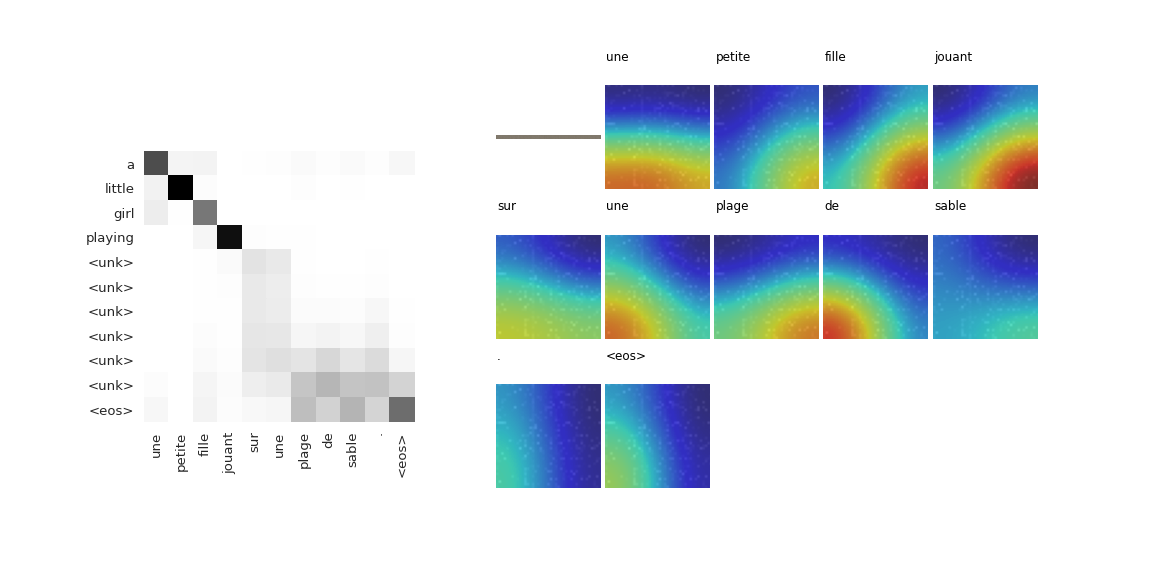 a
little
girl
playing
<unk>
<unk>
<unk>
<unk>
<unk>
<unk>
<eos>
une petite fille jouant sur une plage de sable . <eos>
une petite fille jouant
sur une plage de sable
. <eos>